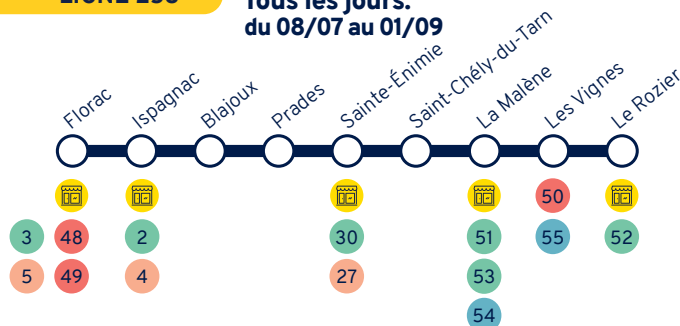 LIGNE 258
Tous les jours.
du 08/07 au 01/09
Florac
Ispagnac
Blajoux
Prades
Sainte-Énimie
Saint-Chély-du-Tarn
La Malène
Les Vignes
Le Rozier
50
3 48 2 30 51 55 52
5 49 4 27 53
54